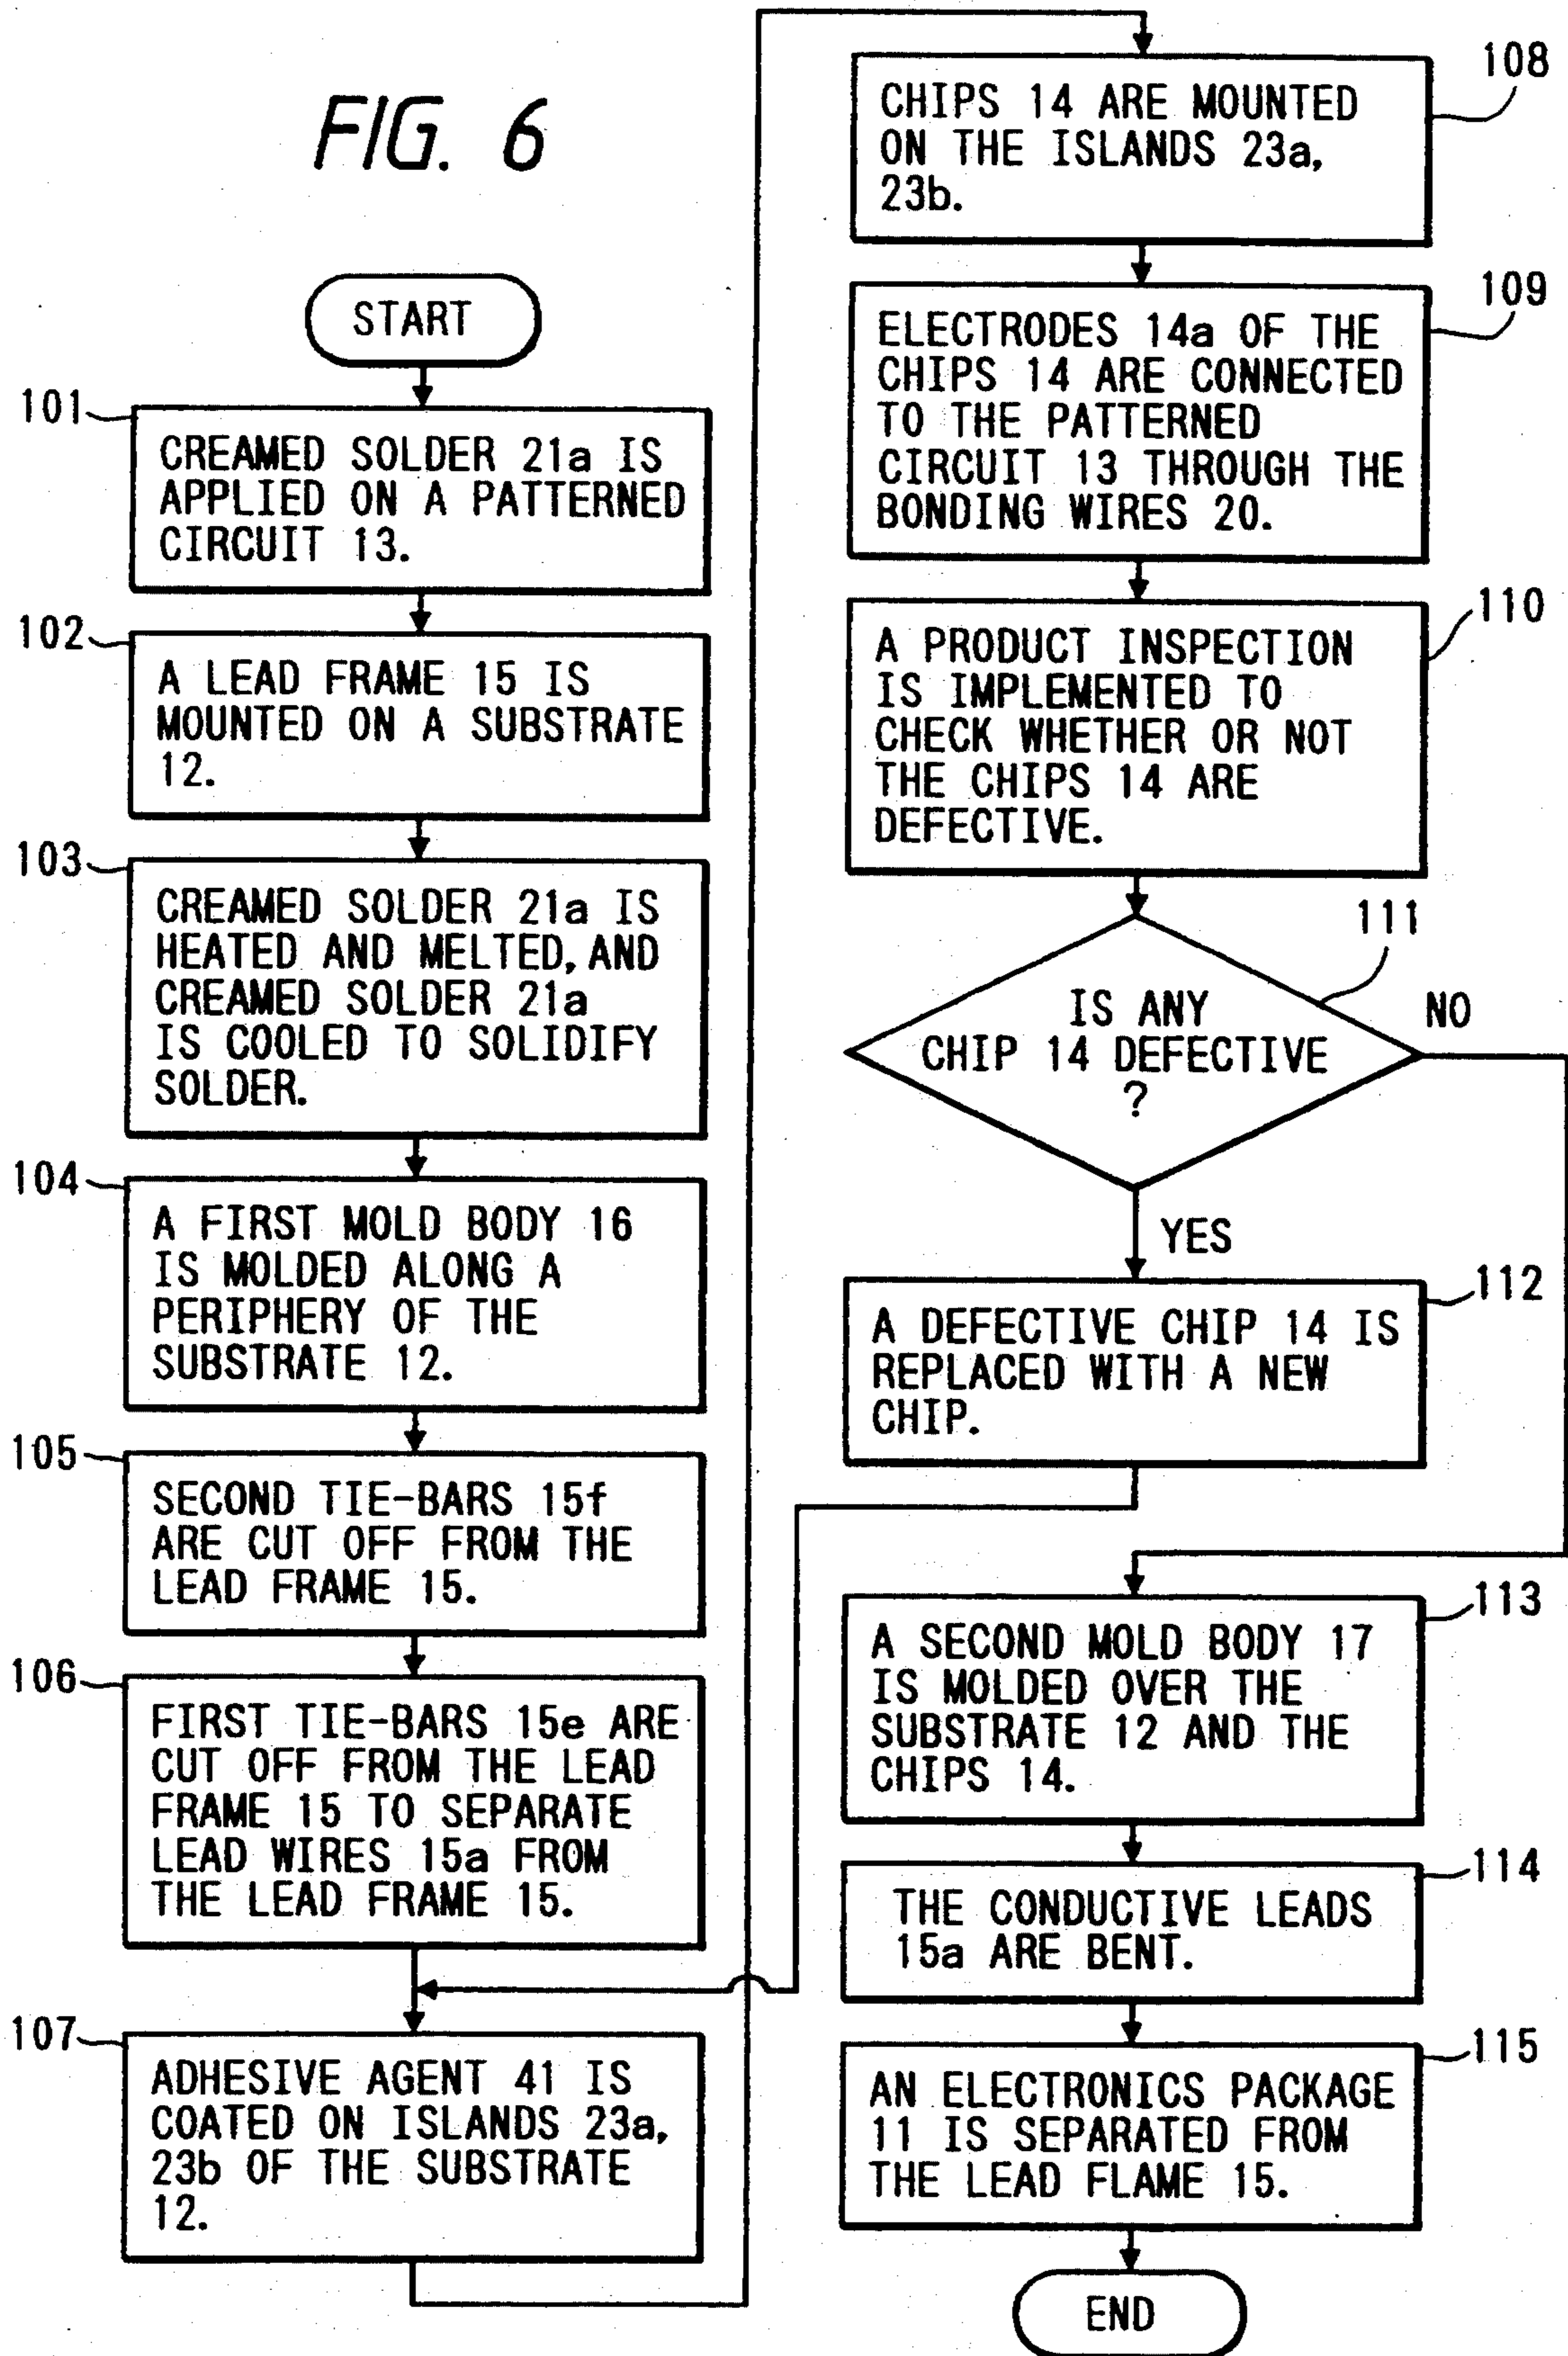 FIG. 6
START
101
CREAMED SOLDER 21a IS
APPLIED ON A PATTERNED
CIRCUIT 13.
102
A LEAD FRAME 15 IS
MOUNTED ON A SUBSTRATE
12.
103
CREAMED SOLDER 21a IS
HEATED AND MELTED, AND
CREAMED SOLDER 21a
IS COOLED TO SOLIDIFY
SOLDER.
104
A FIRST MOLD BODY 16
IS MOLDED ALONG A
PERIPHERY OF THE
SUBSTRATE 12.
105
SECOND TIE-BARS 15f
ARE CUT OFF FROM THE
LEAD FRAME 15.
106
FIRST TIE-BARS 15e ARE
CUT OFF FROM THE LEAD
FRAME 15 TO SEPARATE
LEAD WIRES 15a FROM
THE LEAD FRAME 15.
107
ADHESIVE AGENT 41 IS
COATED ON ISLANDS 23a,
23b OF THE SUBSTRATE
12.
108
CHIPS 14 ARE MOUNTED
ON THE ISLANDS 23a,
23b.
109
ELECTRODES 14a OF THE
CHIPS 14 ARE CONNECTED
TO THE PATTERNED
CIRCUIT 13 THROUGH THE
BONDING WIRES 20.
110
A PRODUCT INSPECTION
IS IMPLEMENTED TO
CHECK WHETHER OR NOT
THE CHIPS 14 ARE
DEFECTIVE.
111
IS ANY
CHIP 14 DEFECTIVE
?
NO
YES
112
A DEFECTIVE CHIP 14 IS
REPLACED WITH A NEW
CHIP.
113
A SECOND MOLD BODY 17
IS MOLDED OVER THE
SUBSTRATE 12 AND THE
CHIPS 14.
114
THE CONDUCTIVE LEADS
15a ARE BENT.
115
AN ELECTRONICS PACKAGE
11 IS SEPARATED FROM
THE LEAD FLAME 15.
END